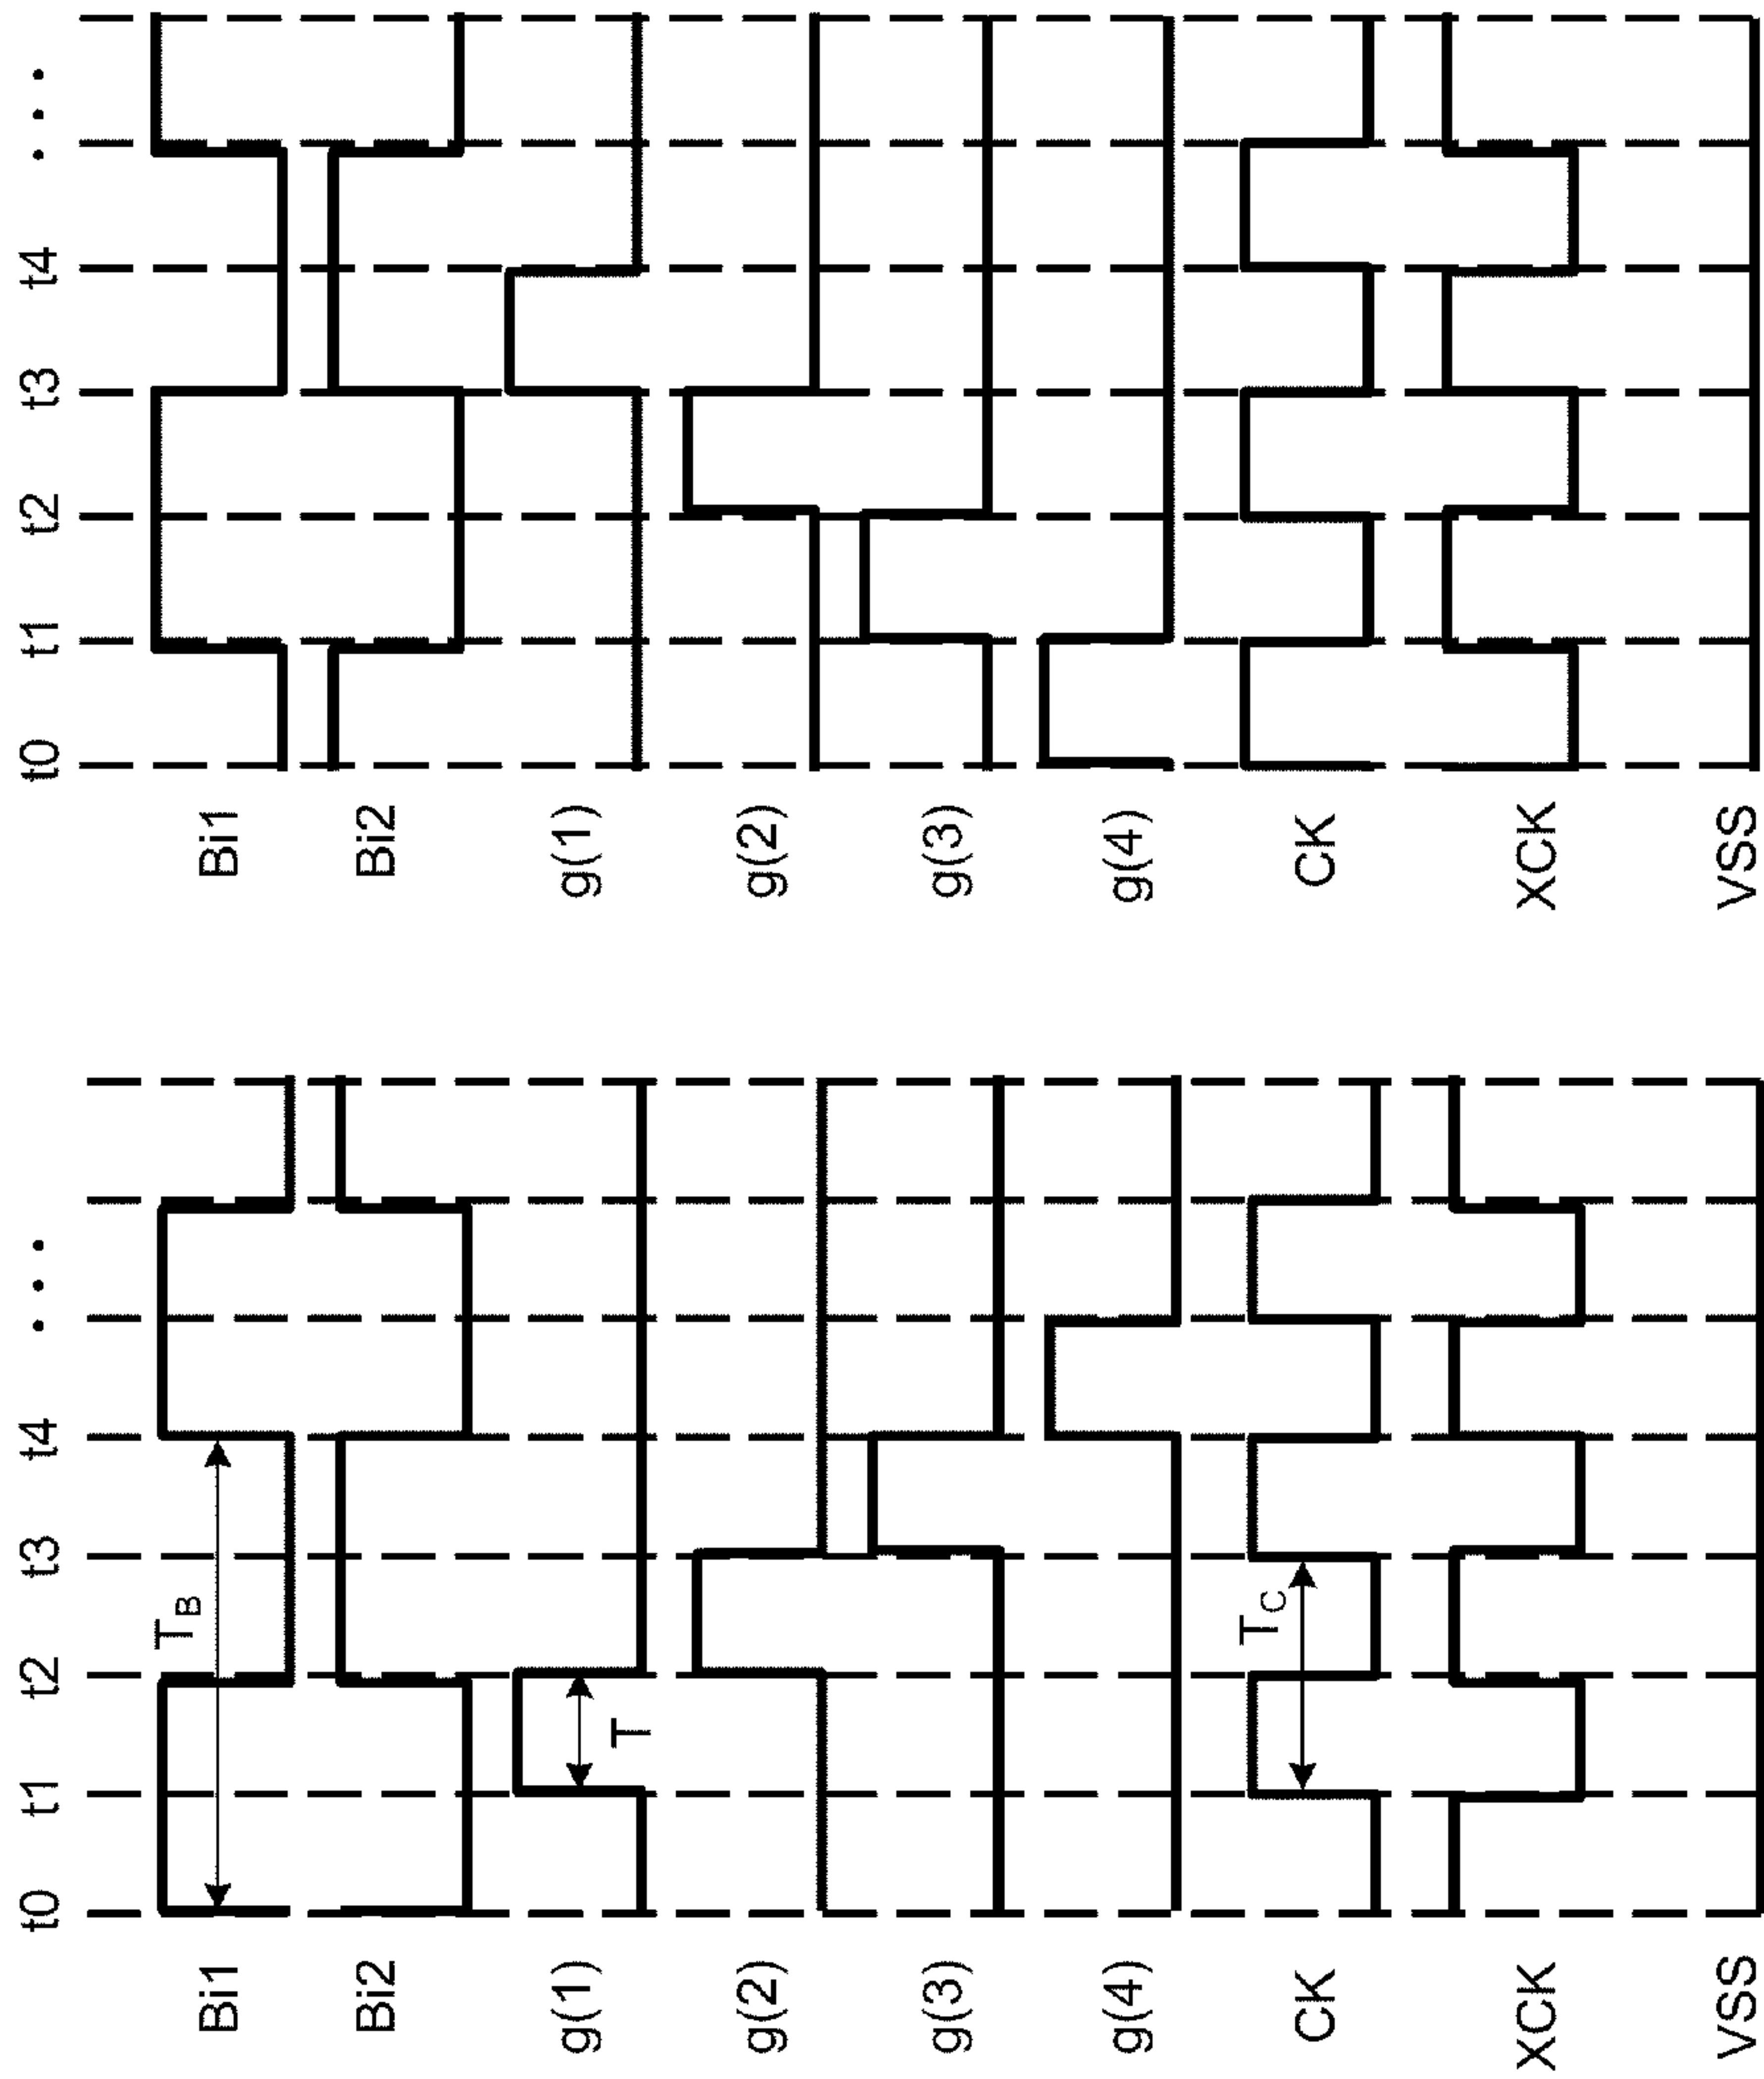 t0 t1 t2 t3 t4 • • •
Bi1
T_B
Bi2
g(1)
T
g(2)
g(3)
g(4)
CK
T_C
XCK
VSS
t0 t1 t2 t3 t4 • • •
Bi1
Bi2
g(1)
g(2)
g(3)
g(4)
CK
XCK
VSS